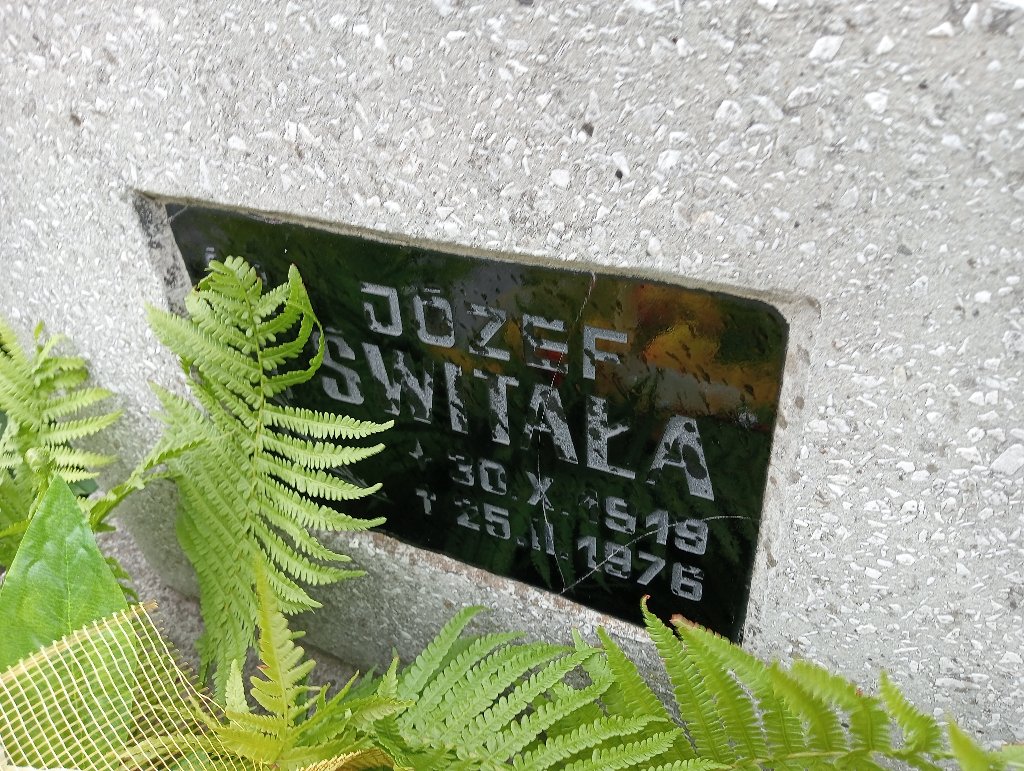 JÓZEF
ŚWITAŁA
* 30.X.1919
† 25.II.1976